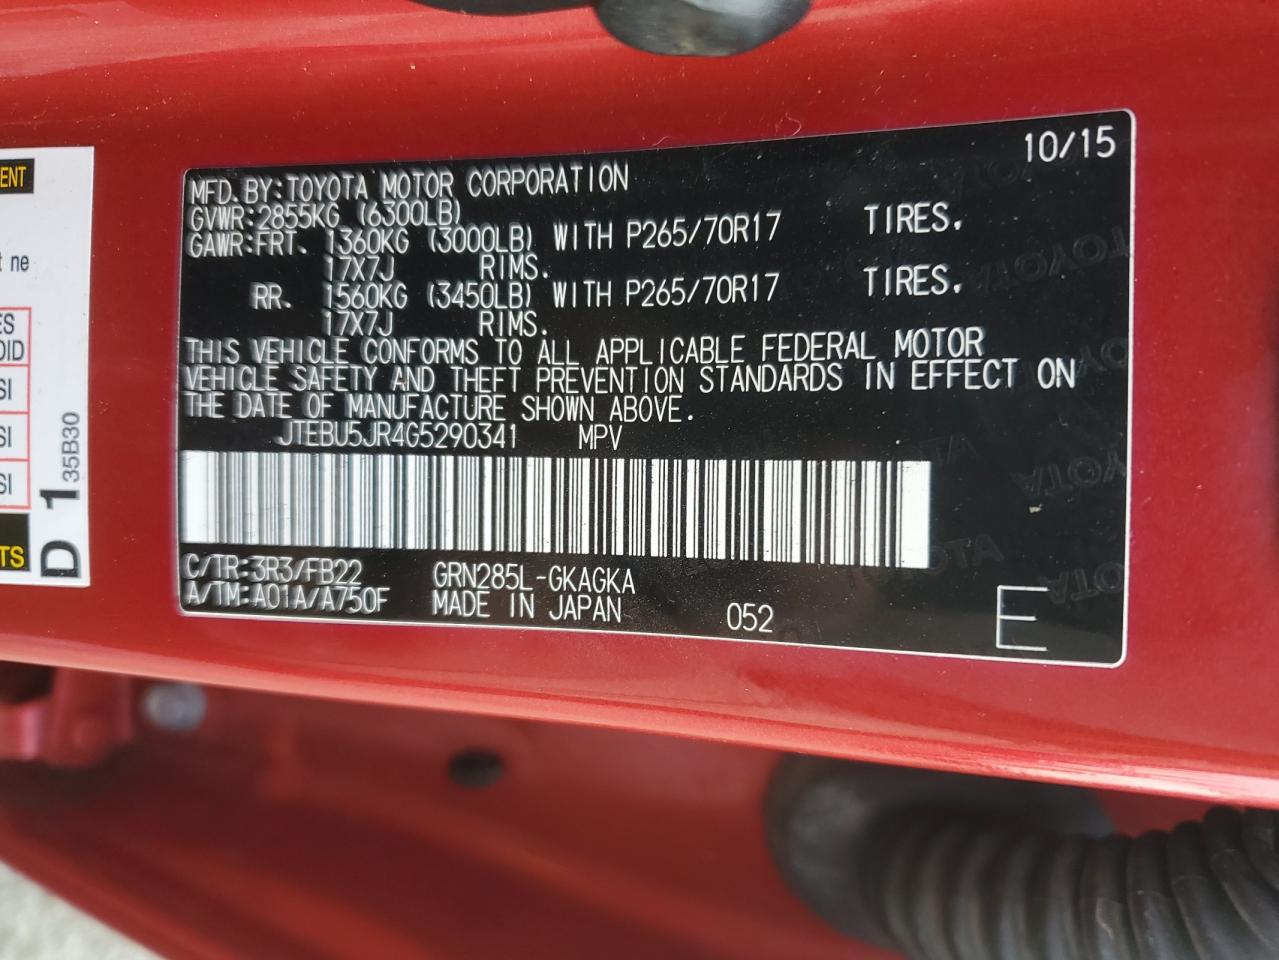 10/15
MFD.BY:TOYOTA MOTOR CORPORATION
GVWR:2855KG (6300LB)
GAWR:FRT. 1360KG (3000LB) WITH P265/70R17 TIRES.
17X7J RIMS.
RR. 1560KG (3450LB) WITH P265/70R17 TIRES.
17X7J RIMS.
THIS VEHICLE CONFORMS TO ALL APPLICABLE FEDERAL MOTOR
VEHICLE SAFETY AND THEFT PREVENTION STANDARDS IN EFFECT ON
THE DATE OF MANUFACTURE SHOWN ABOVE.
JTEBU5JR4G5290341 MPV
C/TR:3R3/FB22 GRN285L-GKAGKA
A/TM:A01A/A750F MADE IN JAPAN 052 E
ENT
t ne
ES
OID
SI
SI
SI
TS
D 1 35B30
TOYOTA